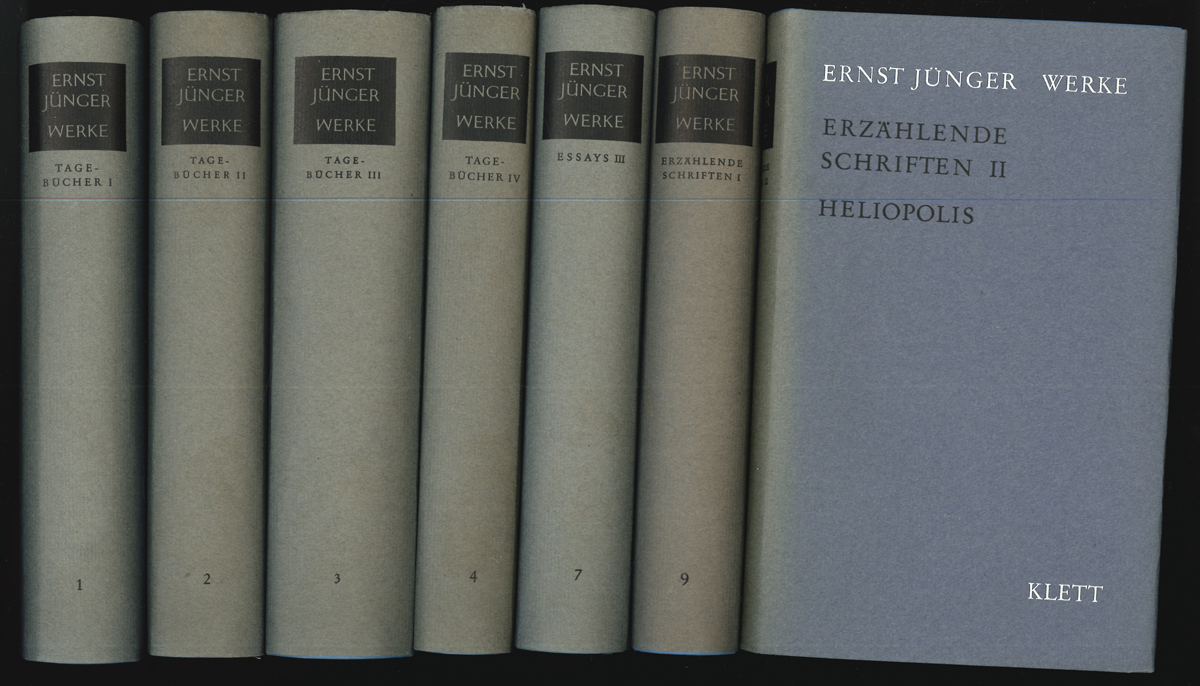 ERNST
JÜNGER
WERKE
TAGE-
BÜCHER I
1
ERNST
JÜNGER
WERKE
TAGE-
BÜCHER II
2
ERNST
JÜNGER
WERKE
TAGE-
BÜCHER III
3
ERNST
JÜNGER
WERKE
TAGE-
BÜCHER IV
4
ERNST
JÜNGER
WERKE
ESSAYS III
7
ERNST
JÜNGER
WERKE
ERZÄHLENDE
SCHRIFTEN I
9
ERNST JÜNGER WERKE
ERZÄHLENDE
SCHRIFTEN II
HELIOPOLIS
KLETT